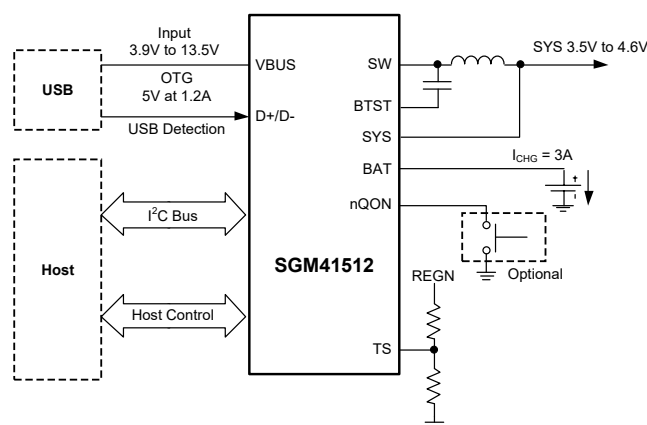 Input
3.9V to 13.5V
USB
OTG
5V at 1.2A
USB Detection
VBUS
D+/D-
SW
BTST
SYS
BAT
nQON
SGM41512
TS
SYS 3.5V to 4.6V
I_CHG = 3A
Optional
REGN
Host
I²C Bus
Host Control